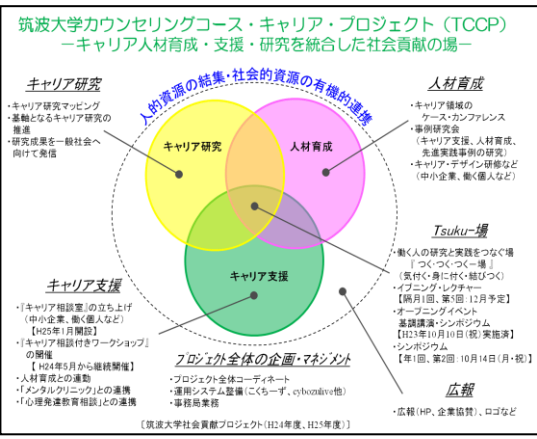 筑波大学カウンセリングコース・キャリア・プロジェクト（TCCP）
－キャリア人材育成・支援・研究を統合した社会貢献の場－
人的資源の結集・社会的資源の有機的連携
キャリア研究
・キャリア研究マッピング
・基軸となるキャリア研究の
推進
・研究成果を一般社会へ
向けて発信
人材育成
・キャリア領域の
ケース・カンファレンス
・事例研究会
（キャリア支援、人材育成、
先進実践事例の研究）
・キャリア・デザイン研修など
（中小企業、働く個人など）
キャリア研究
人材育成
キャリア支援
Tsuku-場
・働く人の研究と実践をつなぐ場
『つく・つく・つく－場』
（気付く・身に付く・結びつく）
・イブニング・レクチャー
【隔月1回、第5回：12月予定】
・オープニングイベント
基調講演・シンポジウム
【H23年10月10日（祝）実施済】
・シンポジウム
【年1回、第2回：10月14日（月・祝）】
キャリア支援
・『キャリア相談室』の立ち上げ
（中小企業、働く個人など）
【H25年1月開設】
・『キャリア相談付きワークショップ』
の開催
【H24年5月から継続開催】
・人材育成との連動
・「メンタルクリニック」との連携
・「心理発達教育相談」との連携
プロジェクト全体の企画・マネジメント
・プロジェクト全体コーディネート
・運用システム整備（こくちーず、cybozulive他）
・事務局業務
広報
・広報（HP、企業協賛）、ロゴなど
［筑波大学社会貢献プロジェクト（H24年度、H25年度）］